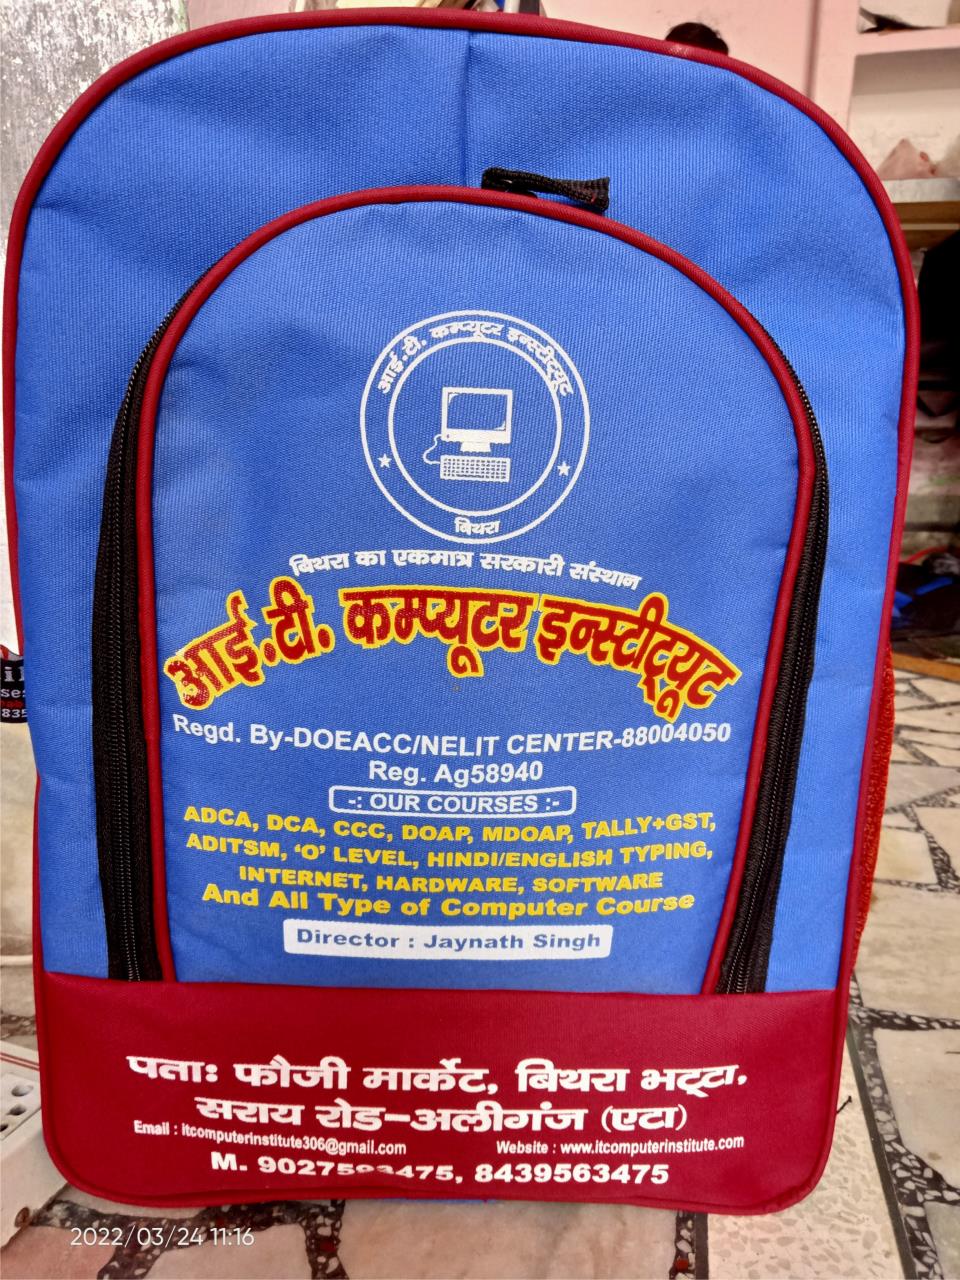 आई.टी. कम्प्यूटर इन्स्टीट्यूट
बिथरा
बिथरा का एकमात्र सरकारी संस्थान
आई.टी. कम्प्यूटर इन्स्टीट्यूट
Regd. By-DOEACC/NELIT CENTER-88004050
Reg. Ag58940
-: OUR COURSES :-
ADCA, DCA, CCC, DOAP, MDOAP, TALLY+GST,
ADITSM, ‘O’ LEVEL, HINDI/ENGLISH TYPING,
INTERNET, HARDWARE, SOFTWARE
And All Type of Computer Course
Director : Jaynath Singh
पताः फौजी मार्केट, बिथरा भट्टा,
सराय रोड-अलीगंज (एटा)
Email : itcomputerinstitute306@gmail.com Website : www.itcomputerinstitute.com
M. 8439563475
2022/03/24 11:16